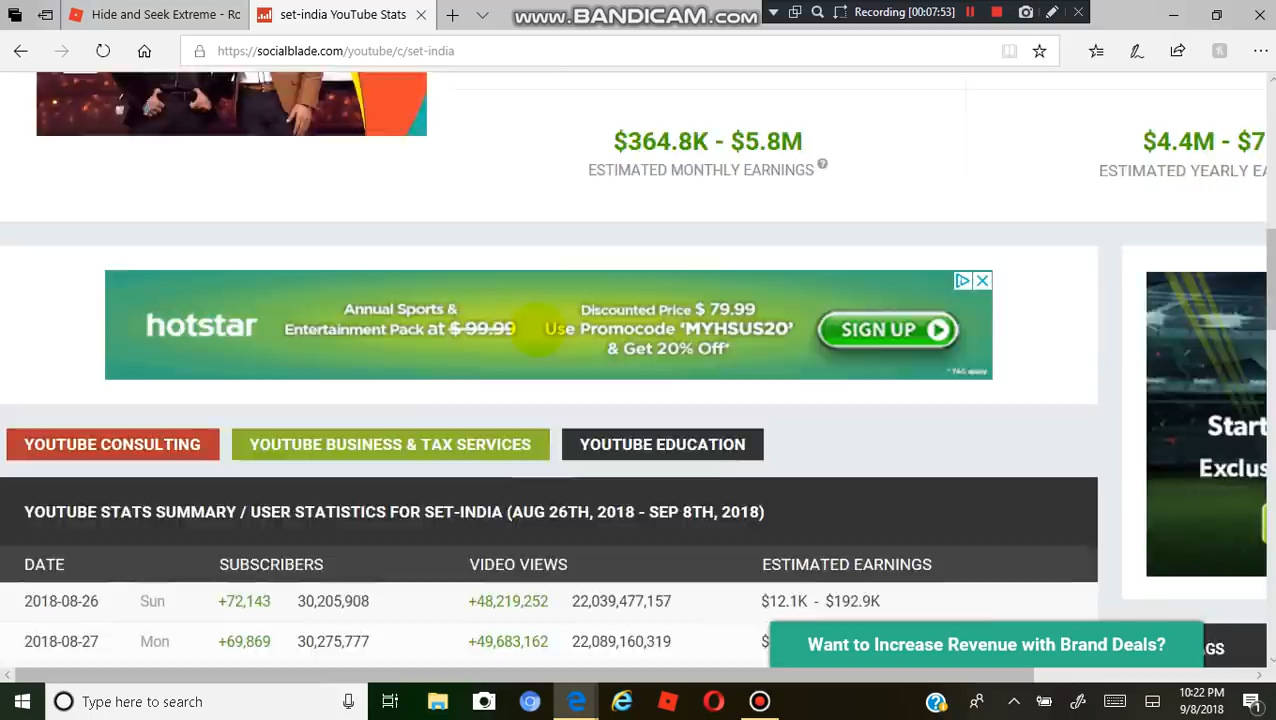 Hide and Seek Extreme - Ro
set-india YouTube Stats
www.BANDICAM.com
Recording [00:07:53]
https://socialblade.com/youtube/c/set-india
$364.8K - $5.8M
ESTIMATED MONTHLY EARNINGS
$4.4M - $7
ESTIMATED YEARLY EA
hotstar
Annual Sports &
Entertainment Pack at $ 99.99
Discounted Price $ 79.99
Use Promocode 'MYHSUS20'
& Get 20% Off*
SIGN UP
* T&C apply
Start
Exclus
YOUTUBE CONSULTING
YOUTUBE BUSINESS & TAX SERVICES
YOUTUBE EDUCATION
YOUTUBE STATS SUMMARY / USER STATISTICS FOR SET-INDIA (AUG 26TH, 2018 - SEP 8TH, 2018)
DATE SUBSCRIBERS VIDEO VIEWS ESTIMATED EARNINGS
2018-08-26 Sun +72,143 30,205,908 +48,219,252 22,039,477,157 $12.1K - $192.9K
2018-08-27 Mon +69,869 30,275,777 +49,683,162 22,089,160,319 $
Want to Increase Revenue with Brand Deals?
GS
Type here to search
10:22 PM
9/8/2018
1